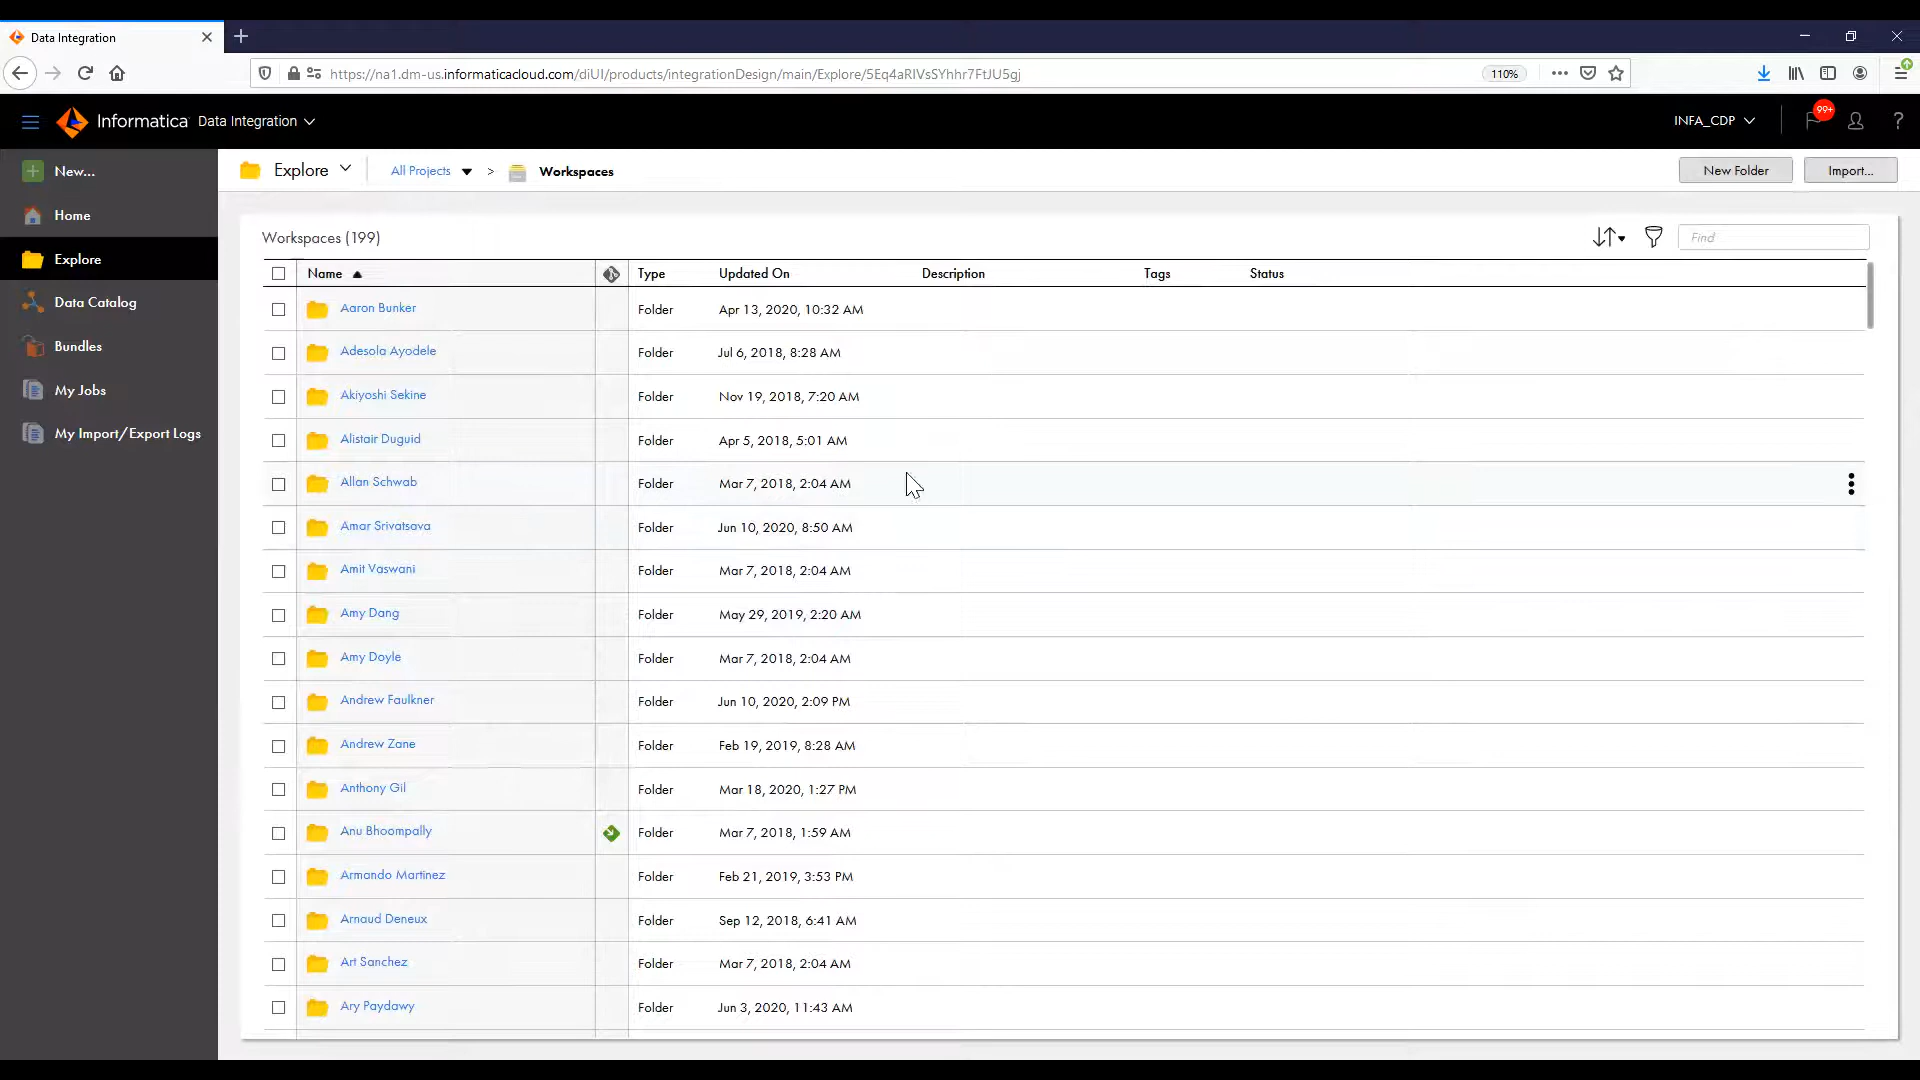 Data Integration
https://na1.dm-us.informaticacloud.com/diUI/products/integrationDesign/main/Explore/5Eq4aRlVsSYhhr7FtJU5gj 110%
Informatica Data Integration INFA_CDP 99+ ?
New... Explore All Projects > Workspaces New Folder Import...
Home
Explore
Data Catalog
Bundles
My Jobs
My Import/Export Logs
Workspaces (199) Find
Name Type Updated On Description Tags Status
Aaron Bunker Folder Apr 13, 2020, 10:32 AM
Adesola Ayodele Folder Jul 6, 2018, 8:28 AM
Akiyoshi Sekine Folder Nov 19, 2018, 7:20 AM
Alistair Duguid Folder Apr 5, 2018, 5:01 AM
Allan Schwab Folder Mar 7, 2018, 2:04 AM
Amar Srivatsava Folder Jun 10, 2020, 8:50 AM
Amit Vaswani Folder Mar 7, 2018, 2:04 AM
Amy Dang Folder May 29, 2019, 2:20 AM
Amy Doyle Folder Mar 7, 2018, 2:04 AM
Andrew Faulkner Folder Jun 10, 2020, 2:09 PM
Andrew Zane Folder Feb 19, 2019, 8:28 AM
Anthony Gil Folder Mar 18, 2020, 1:27 PM
Anu Bhoompally Folder Mar 7, 2018, 1:59 AM
Armando Martinez Folder Feb 21, 2019, 3:53 PM
Arnaud Deneux Folder Sep 12, 2018, 6:41 AM
Art Sanchez Folder Mar 7, 2018, 2:04 AM
Ary Paydawy Folder Jun 3, 2020, 11:43 AM